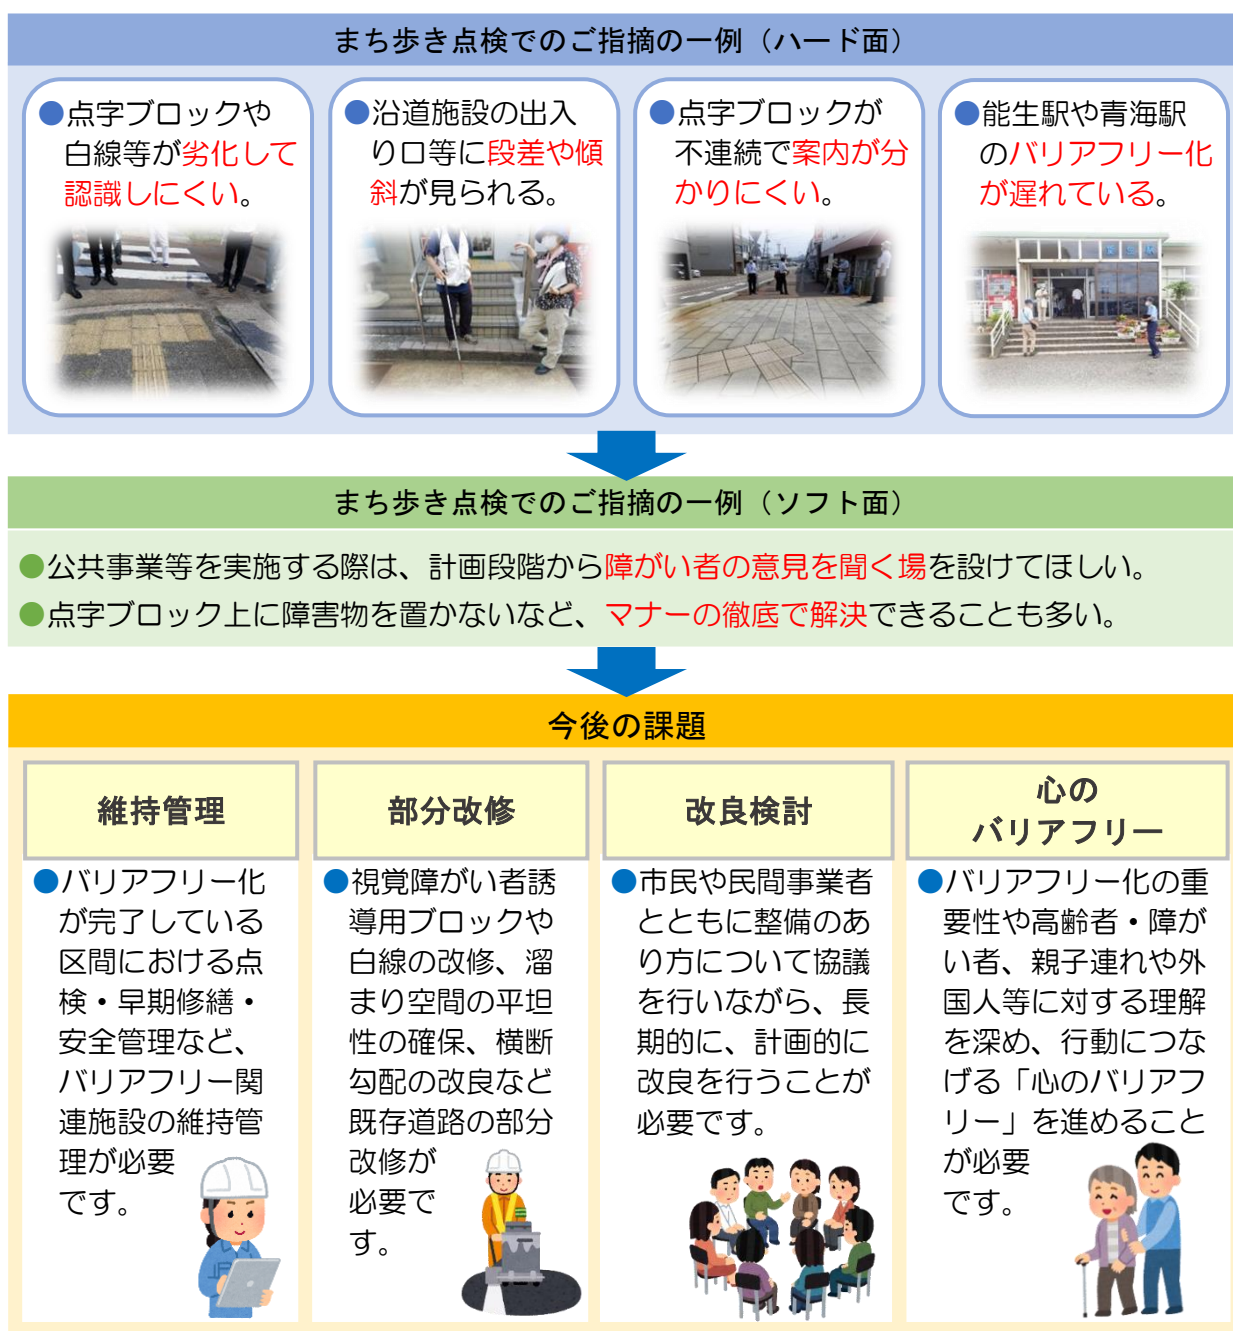 まち歩き点検でのご指摘の一例（ハード面）
●点字ブロックや
白線等が劣化して
認識しにくい。
●沿道施設の出入
り口等に段差や傾
斜が見られる。
●点字ブロックが
不連続で案内が分
かりにくい。
●能生駅や青海駅
のバリアフリー化
が遅れている。
まち歩き点検でのご指摘の一例（ソフト面）
●公共事業等を実施する際は、計画段階から障がい者の意見を聞く場を設けてほしい。
●点字ブロック上に障害物を置かないなど、マナーの徹底で解決できることも多い。
今後の課題
維持管理
●バリアフリー化
が完了している
区間における点
検・早期修繕・
安全管理など、
バリアフリー関
連施設の維持管
理が必要
です。
部分改修
●視覚障がい者誘
導用ブロックや
白線の改修、溜
まり空間の平坦
性の確保、横断
勾配の改良など
既存道路の部分
改修が
必要で
す。
改良検討
●市民や民間事業者
とともに整備のあ
り方について協議
を行いながら、長
期的に、計画的に
改良を行うことが
必要です。
心の
バリアフリー
●バリアフリー化の重
要性や高齢者・障が
い者、親子連れや外
国人等に対する理解
を深め、行動につな
げる「心のバリアフ
リー」を進めること
が必要
です。